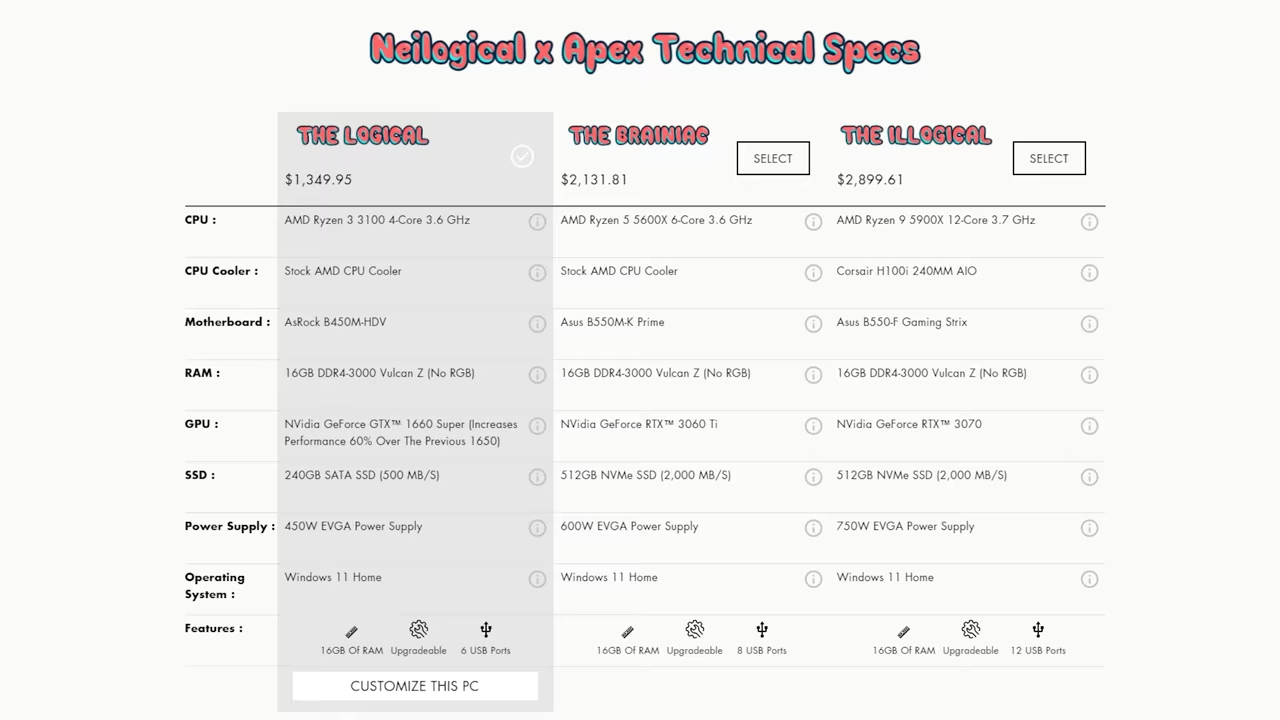 Neilogical x Apex Technical Specs
THE LOGICAL
THE BRAINIAC
THE ILLOGICAL
SELECT
SELECT
$1,349.95
$2,131.81
$2,899.61
CPU : AMD Ryzen 3 3100 4-Core 3.6 GHz AMD Ryzen 5 5600X 6-Core 3.6 GHz AMD Ryzen 9 5900X 12-Core 3.7 GHz
CPU Cooler : Stock AMD CPU Cooler Stock AMD CPU Cooler Corsair H100i 240MM AIO
Motherboard : AsRock B450M-HDV Asus B550M-K Prime Asus B550-F Gaming Strix
RAM : 16GB DDR4-3000 Vulcan Z (No RGB) 16GB DDR4-3000 Vulcan Z (No RGB) 16GB DDR4-3000 Vulcan Z (No RGB)
GPU : NVidia GeForce GTX™ 1660 Super (Increases NVidia GeForce RTX™ 3060 Ti NVidia GeForce RTX™ 3070
Performance 60% Over The Previous 1650)
SSD : 240GB SATA SSD (500 MB/S) 512GB NVMe SSD (2,000 MB/S) 512GB NVMe SSD (2,000 MB/S)
Power Supply : 450W EVGA Power Supply 600W EVGA Power Supply 750W EVGA Power Supply
Operating Windows 11 Home Windows 11 Home Windows 11 Home
System :
Features :
16GB Of RAM Upgradeable 6 USB Ports 16GB Of RAM Upgradeable 8 USB Ports 16GB Of RAM Upgradeable 12 USB Ports
CUSTOMIZE THIS PC